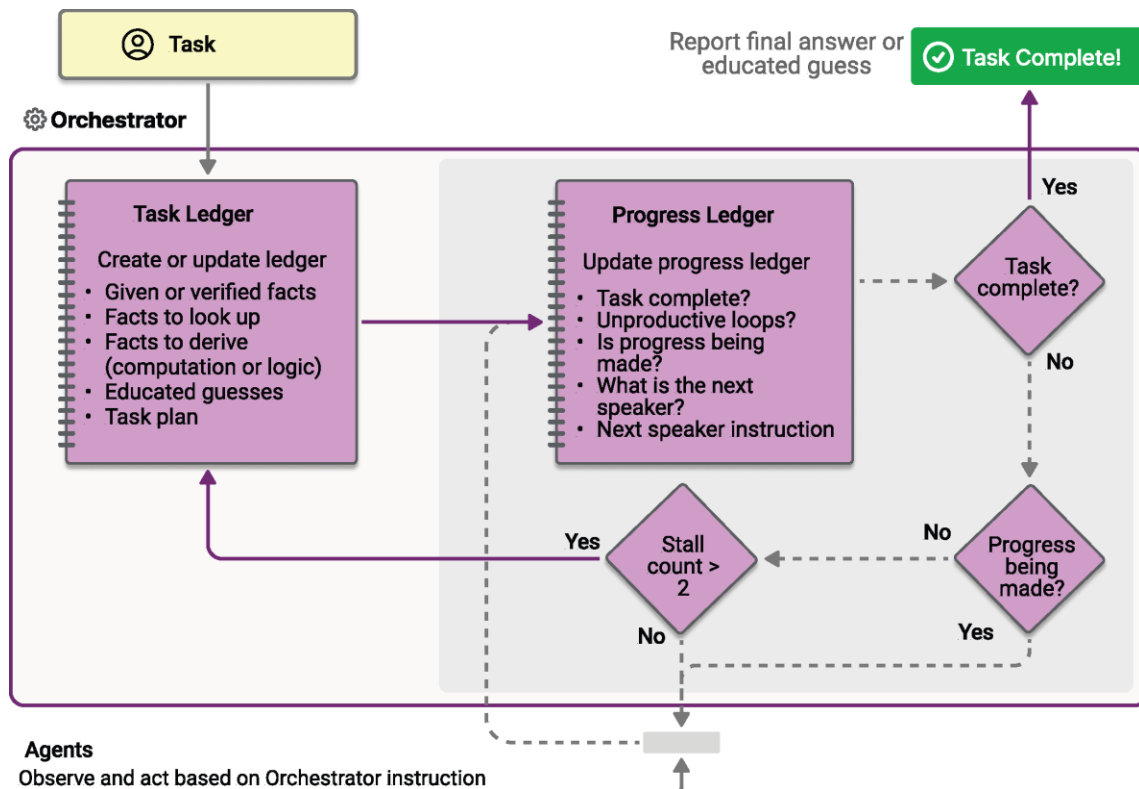 Task
Report final answer or
educated guess
Task Complete!
Orchestrator
Task Ledger
Create or update ledger
• Given or verified facts
• Facts to look up
• Facts to derive
(computation or logic)
• Educated guesses
• Task plan
Progress Ledger
Update progress ledger
• Task complete?
• Unproductive loops?
• Is progress being
made?
• What is the next
speaker?
• Next speaker instruction
Yes
Task
complete?
No
Progress
being
made?
No
Yes
Stall
count >
2
Yes
No
Agents
Observe and act based on Orchestrator instruction